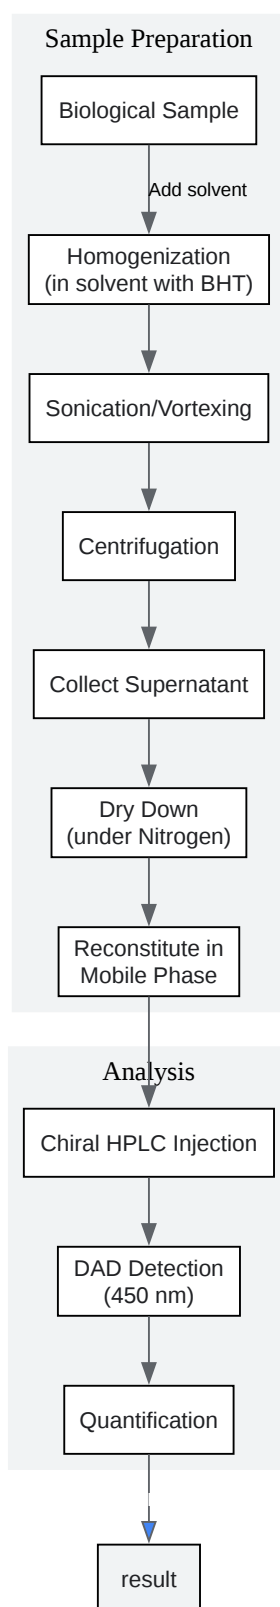 Sample Preparation
Biological Sample
Add solvent
Homogenization
(in solvent with BHT)
Sonication/Vortexing
Centrifugation
Collect Supernatant
Dry Down
(under Nitrogen)
Reconstitute in
Mobile Phase
Analysis
Chiral HPLC Injection
DAD Detection
(450 nm)
Quantification
result